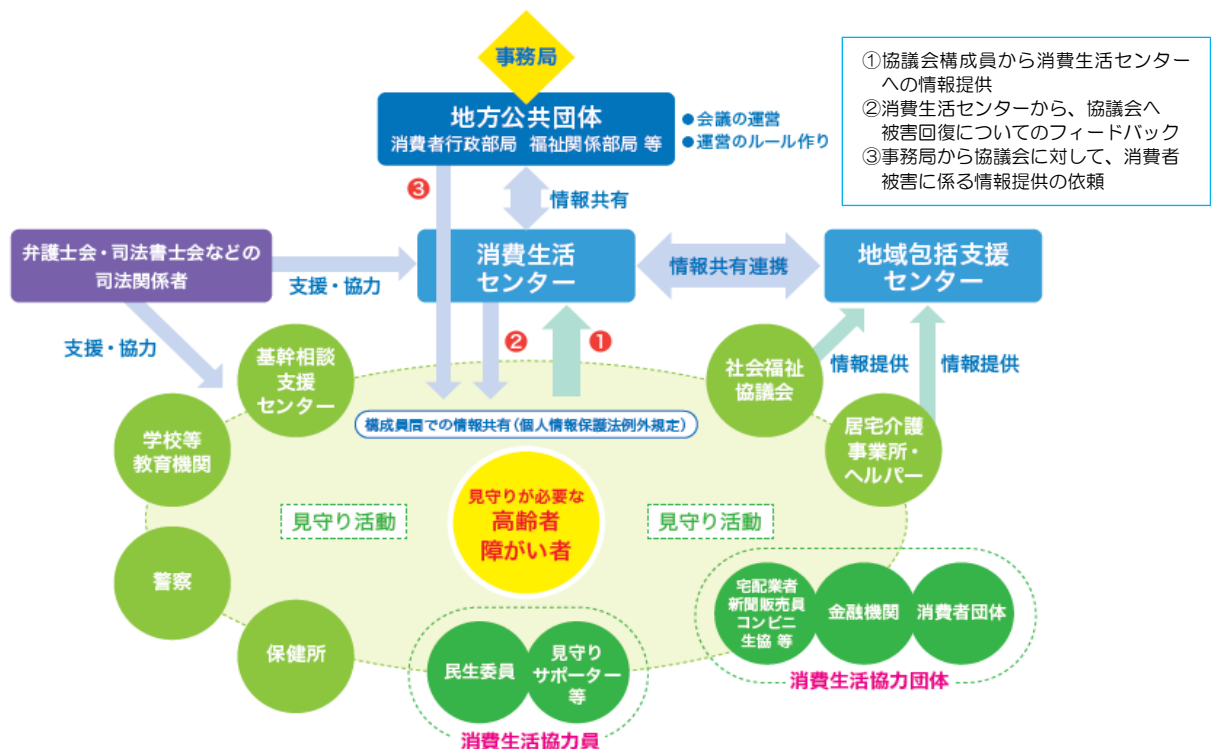 事務局
地方公共団体
消費者行政部局 福祉関係部局 等
●会議の運営
●運営のルール作り
①協議会構成員から消費生活センター
への情報提供
②消費生活センターから、協議会へ
被害回復についてのフィードバック
③事務局から協議会に対して、消費者
被害に係る情報提供の依頼
❸
情報共有
弁護士会・司法書士会などの
司法関係者
支援・協力
消費生活
センター
情報共有連携
地域包括支援
センター
支援・協力
❷
❶
情報提供
情報提供
基幹相談
支援
センター
社会福祉
協議会
構成員間での情報共有(個人情報保護法例外規定)
学校等
教育機関
居宅介護
事業所・
ヘルパー
見守り活動
見守りが必要な
高齢者
障がい者
見守り活動
警察
保健所
民生委員
見守り
サポーター
等
消費生活協力員
宅配業者
新聞販売員
コンビニ
生協 等
金融機関
消費者団体
消費生活協力団体